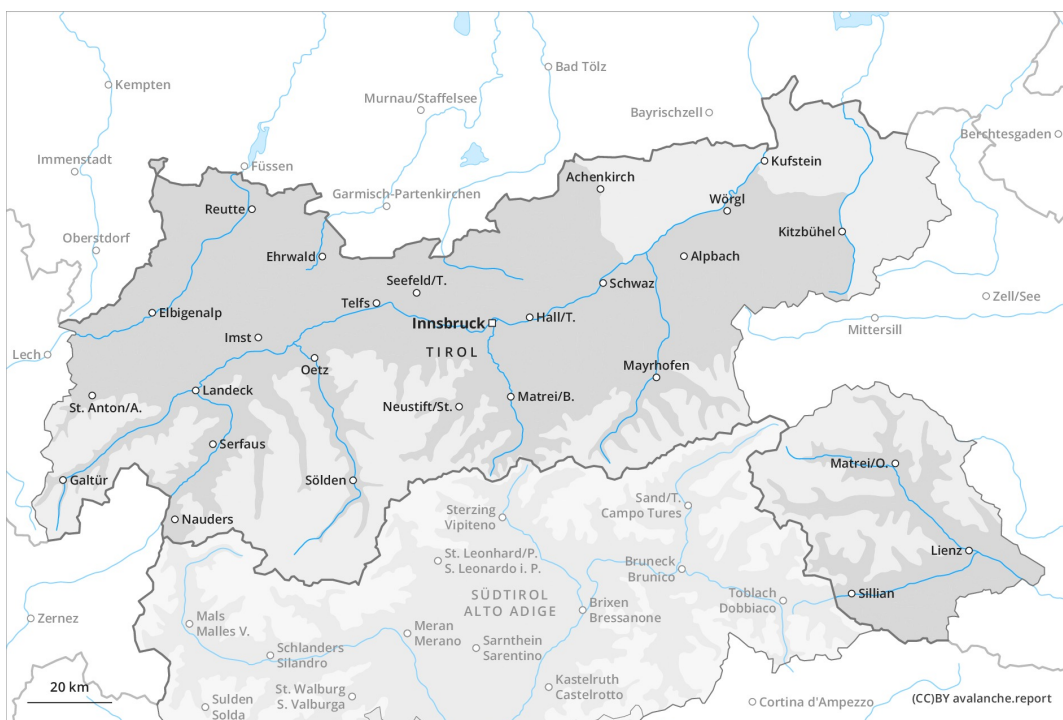 Kempten
Bad Tölz
Murnau/Staffelsee
Bayrischzell
Berchtesgaden
Immenstadt
Füssen
Kufstein
Achenkirch
Garmisch-Partenkirchen
Reutte
Wörgl
Oberstdorf
Kitzbühel
Ehrwald
Alpbach
Seefeld/T.
Schwaz
Zell/See
Telfs
Elbigenalp
Innsbruck
Hall/T.
Mittersill
Imst
Lech
TIROL
Oetz
Mayrhofen
Landeck
St. Anton/A.
Neustift/St.
Matrei/B.
Serfaus
Matrei/O.
Galtür
Sölden
Sand/T.
Campo Tures
Nauders
Sterzing
Vipiteno
Lienz
St. Leonhard/P.
S. Leonardo i. P.
Bruneck
Brunico
Sillian
SÜDTIROL
ALTO ADIGE
Toblach
Dobbiaco
Brixen
Bressanone
Zernez
Mals
Malles V.
Meran
Merano
Sarnthein
Sarentino
Schlanders
Silandro
Kastelruth
Castelrotto
20 km
St. Walburg
S. Valburga
Sulden
Solda
Cortina d'Ampezzo
(CC)BY avalanche.report